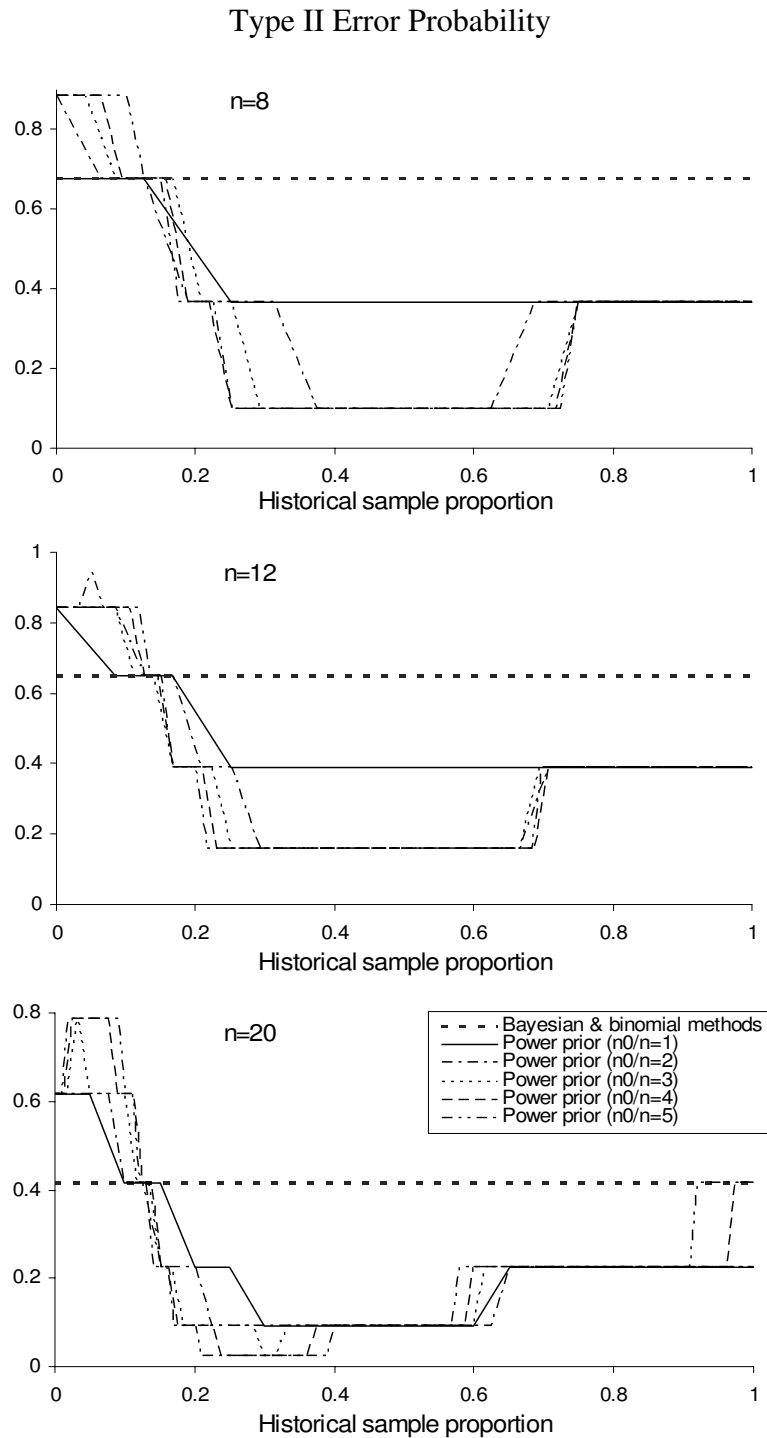 Type II Error Probability
n=8
0.8
0.6
0.4
0.2
0
0 0.2 0.4 0.6 0.8 1
Historical sample proportion
n=12
1
0.8
0.6
0.4
0.2
0
0 0.2 0.4 0.6 0.8 1
Historical sample proportion
n=20
0.8
0.6
0.4
0.2
0
Bayesian & binomial methods
Power prior (n0/n=1)
Power prior (n0/n=2)
Power prior (n0/n=3)
Power prior (n0/n=4)
Power prior (n0/n=5)
0 0.2 0.4 0.6 0.8 1
Historical sample proportion